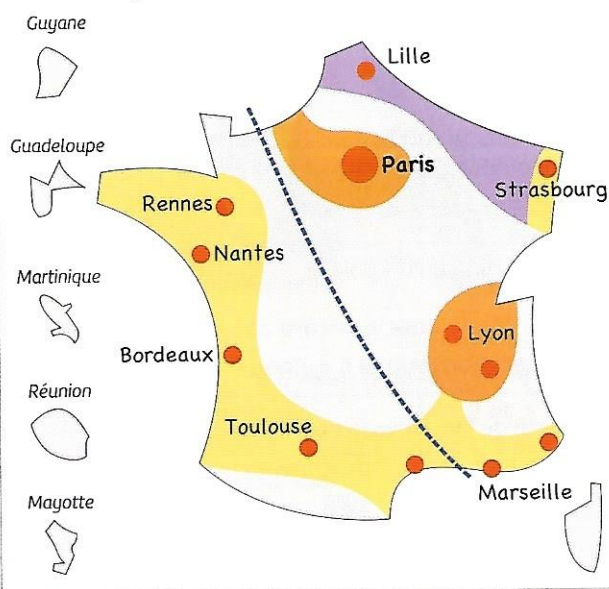 Guyane
Guadeloupe
Martinique
Réunion
Mayotte
Lille
Paris
Strasbourg
Rennes
Nantes
Lyon
Bordeaux
Toulouse
Marseille